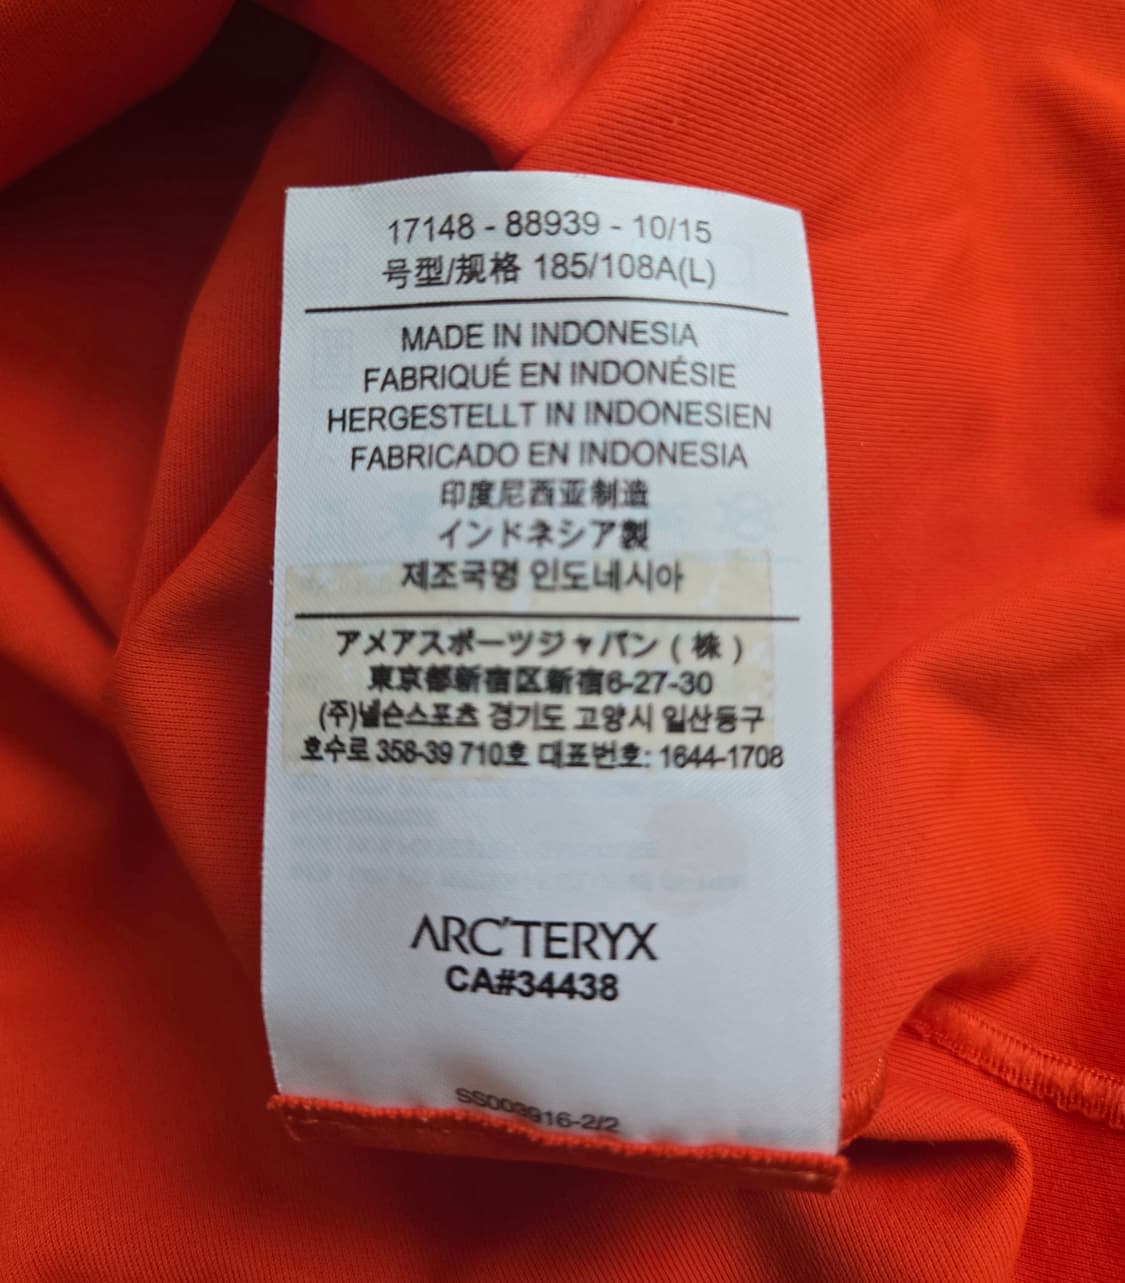 17148 - 88939 - 10/15
号型/规格 185/108A(L)
MADE IN INDONESIA
FABRIQUÉ EN INDONÉSIE
HERGESTELLT IN INDONESIEN
FABRICADO EN INDONESIA
印度尼西亚制造
インドネシア製
제조국명 인도네시아
アメアスポーツジャパン ( 株 )
東京都新宿区新宿6-27-30
(주)넬슨스포츠 경기도 고양시 일산동구
호수로 358-39 710호 대표번호: 1644-1708
ARC'TERYX
CA#34438
SS003916-2/2